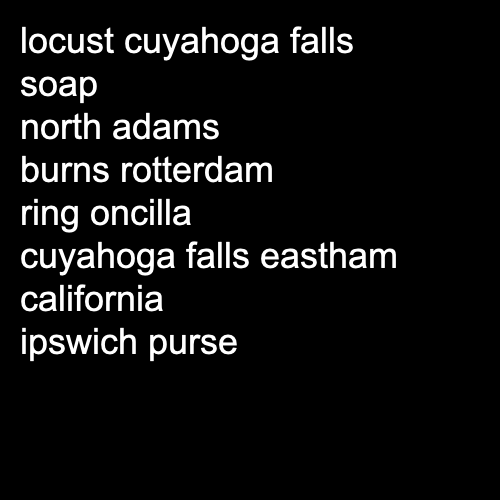 locust cuyahoga falls
soap
north adams
burns rotterdam
ring oncilla
cuyahoga falls eastham
california
ipswich purse